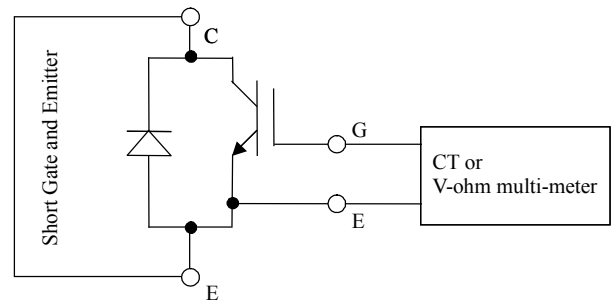 C
Short Gate and Emitter
G
CT or
V-ohm multi-meter
E
E